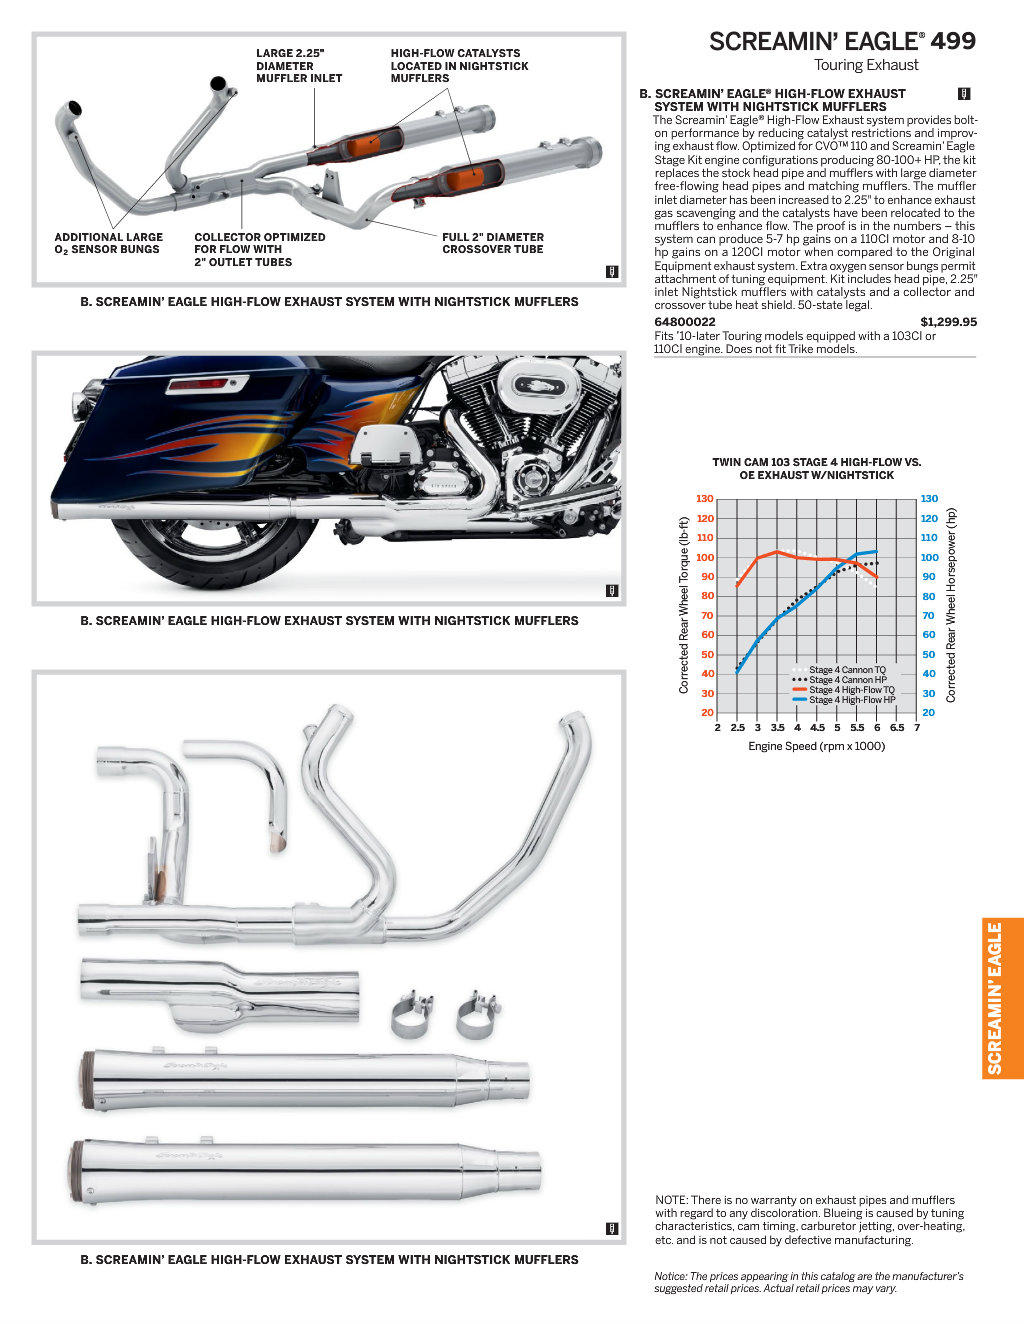 SCREAMIN’ EAGLE® 499
Touring Exhaust
LARGE 2.25"
DIAMETER
MUFFLER INLET
HIGH-FLOW CATALYSTS
LOCATED IN NIGHTSTICK
MUFFLERS
ADDITIONAL LARGE
O2 SENSOR BUNGS
COLLECTOR OPTIMIZED
FOR FLOW WITH
2" OUTLET TUBES
FULL 2" DIAMETER
CROSSOVER TUBE
B. SCREAMIN’ EAGLE HIGH-FLOW EXHAUST SYSTEM WITH NIGHTSTICK MUFFLERS
B. SCREAMIN’ EAGLE HIGH-FLOW EXHAUST SYSTEM WITH NIGHTSTICK MUFFLERS
B. SCREAMIN’ EAGLE HIGH-FLOW EXHAUST SYSTEM WITH NIGHTSTICK MUFFLERS
B. SCREAMIN’ EAGLE® HIGH-FLOW EXHAUST
SYSTEM WITH NIGHTSTICK MUFFLERS
The Screamin’ Eagle® High-Flow Exhaust system provides bolt-
on performance by reducing catalyst restrictions and improv-
ing exhaust flow. Optimized for CVO™ 110 and Screamin’ Eagle
Stage Kit engine configurations producing 80-100+ HP, the kit
replaces the stock head pipe and mufflers with large diameter
free-flowing head pipes and matching mufflers. The muffler
inlet diameter has been increased to 2.25" to enhance exhaust
gas scavenging and the catalysts have been relocated to the
mufflers to enhance flow. The proof is in the numbers – this
system can produce 5-7 hp gains on a 110CI motor and 8-10
hp gains on a 120CI motor when compared to the Original
Equipment exhaust system. Extra oxygen sensor bungs permit
attachment of tuning equipment. Kit includes head pipe, 2.25"
inlet Nightstick mufflers with catalysts and a collector and
crossover tube heat shield. 50-state legal.
64800022 $1,299.95
Fits ’10-later Touring models equipped with a 103CI or
110CI engine. Does not fit Trike models.
TWIN CAM 103 STAGE 4 HIGH-FLOW VS.
OE EXHAUST W/NIGHTSTICK
130 130
120 120
110 110
100 100
90 90
80 80
70 70
60 60
50 50
40 40
30 30
20 20
Corrected Rear Wheel Torque (lb-ft)
Corrected Rear Wheel Horsepower (hp)
Stage 4 Cannon TQ
Stage 4 Cannon HP
Stage 4 High-Flow TQ
Stage 4 High-Flow HP
2 2.5 3 3.5 4 4.5 5 5.5 6 6.5 7
Engine Speed (rpm x 1000)
SCREAMIN’ EAGLE
NOTE: There is no warranty on exhaust pipes and mufflers
with regard to any discoloration. Blueing is caused by tuning
characteristics, cam timing, carburetor jetting, over-heating,
etc. and is not caused by defective manufacturing.
Notice: The prices appearing in this catalog are the manufacturer’s
suggested retail prices. Actual retail prices may vary.